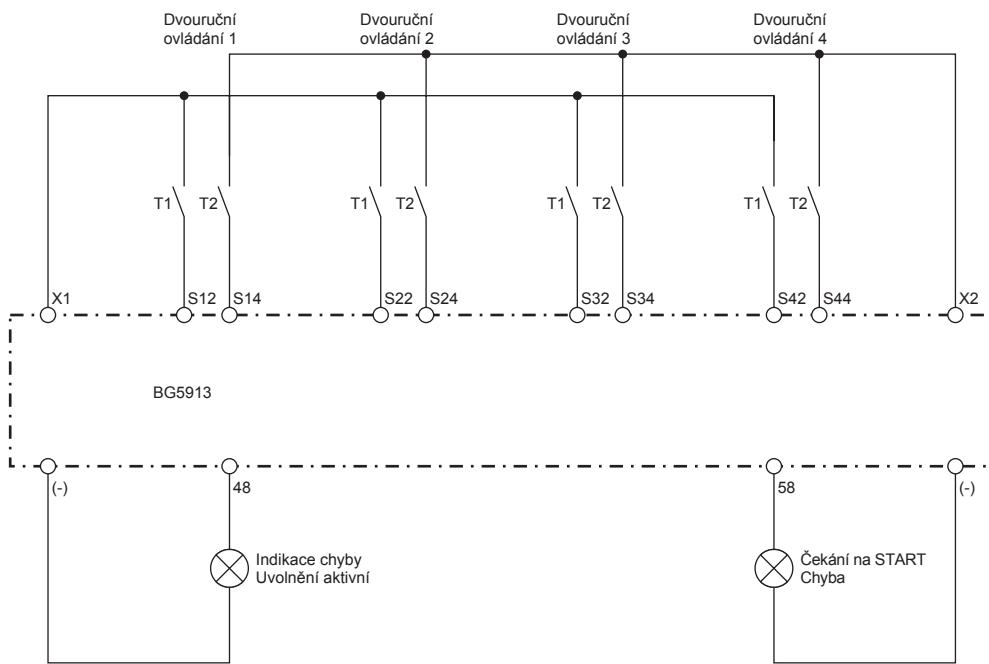 Dvouruční
ovládání 1
Dvouruční
ovládání 2
Dvouruční
ovládání 3
Dvouruční
ovládání 4
T1 T2 T1 T2 T1 T2 T1 T2
X1 S12 S14 S22 S24 S32 S34 S42 S44 X2
BG5913
(-) 48 58 (-)
Indikace chyby
Uvolnění aktivní
Čekání na START
Chyba